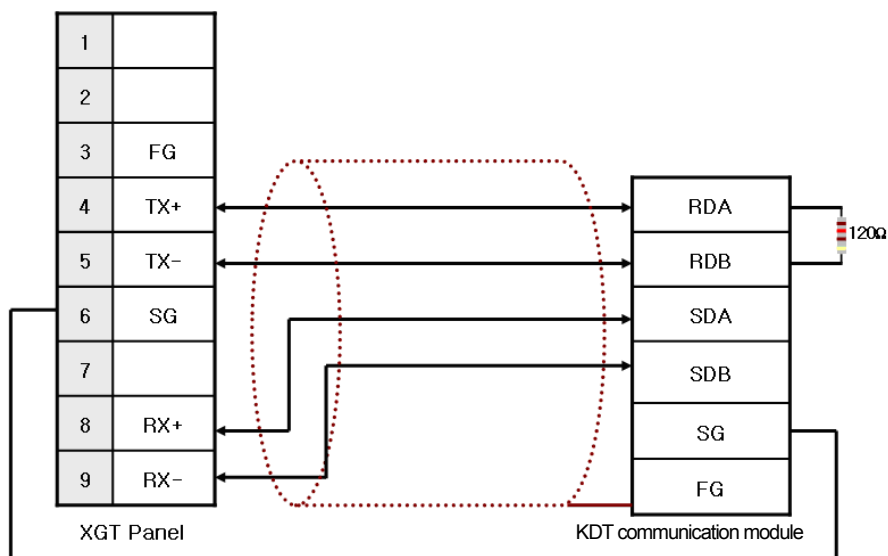 1
2
3 FG
4 TX+
5 TX-
6 SG
7
8 RX+
9 RX-
XGT Panel
RDA
RDB
SDA
SDB
SG
FG
120Ω
KDT communication module